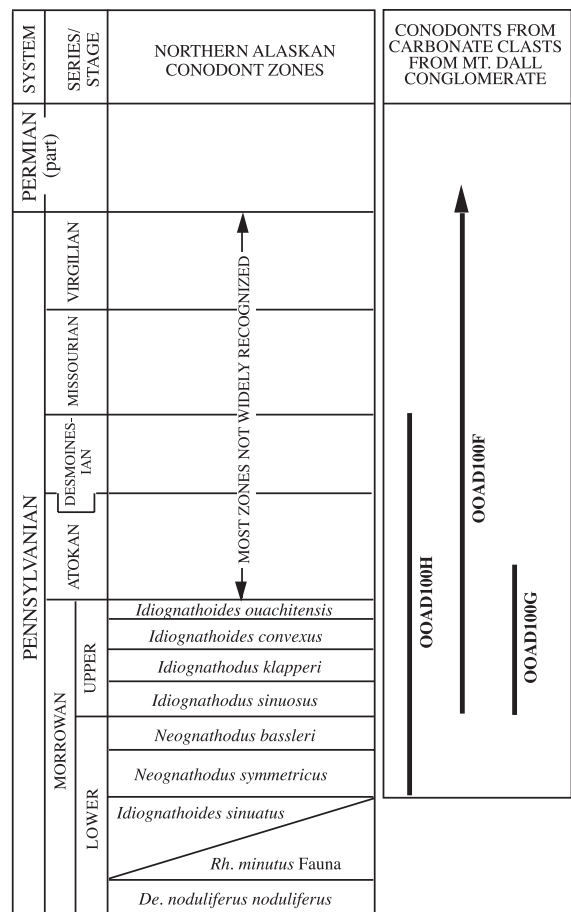 SYSTEM
SERIES/
STAGE
NORTHERN ALASKAN
CONODONT ZONES
CONODONTS FROM
CARBONATE CLASTS
FROM MT. DALL
CONGLOMERATE
PERMIAN
(part)
PENNSYLVANIAN
VIRGILIAN
MISSOURIAN
DESMOINES-
IAN
ATOKAN
MORROWAN
UPPER
LOWER
MOST ZONES NOT WIDELY RECOGNIZED
Idiognathoides ouachitensis
Idiognathoides convexus
Idiognathodus klapperi
Idiognathodus sinuosus
Neognathodus bassleri
Neognathodus symmetricus
Idiognathoides sinuatus
Rh. minutus Fauna
De. noduliferus noduliferus
OOAD100H
OOAD100F
OOAD100G